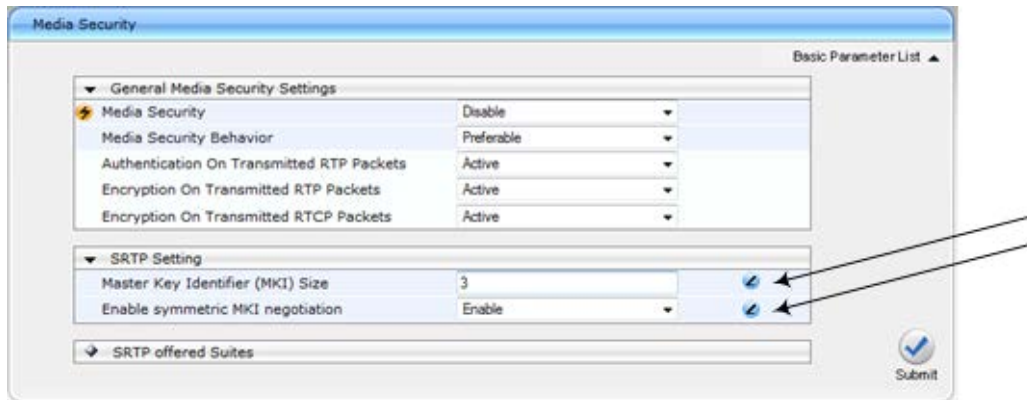 Media Security
Basic Parameter List
General Media Security Settings
Media Security Disable
Media Security Behavior Preferable
Authentication On Transmitted RTP Packets Active
Encryption On Transmitted RTP Packets Active
Encryption On Transmitted RTCP Packets Active
SRTP Setting
Master Key Identifier (MKI) Size 3
Enable symmetric MKI negotiation Enable
SRTP offered Suites
Submit